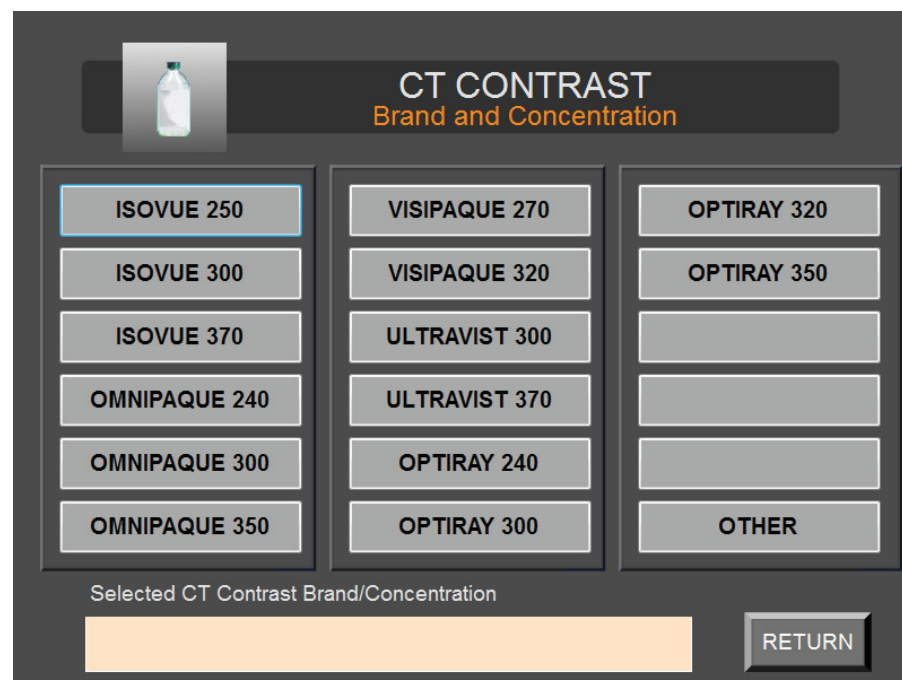 CT CONTRAST
Brand and Concentration
ISOVUE 250
ISOVUE 300
ISOVUE 370
OMNIPAQUE 240
OMNIPAQUE 300
OMNIPAQUE 350
VISIPAQUE 270
VISIPAQUE 320
ULTRAVIST 300
ULTRAVIST 370
OPTIRAY 240
OPTIRAY 300
OPTIRAY 320
OPTIRAY 350
OTHER
Selected CT Contrast Brand/Concentration
RETURN